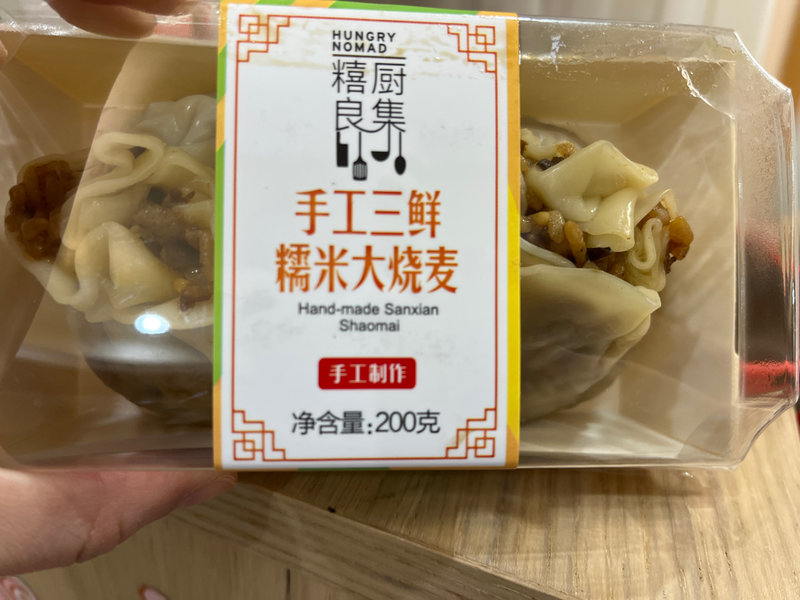 HUNGRY
NOMAD
糦厨
良集
手工三鲜
糯米大烧麦
Hand-made Sanxian
Shaomai
手工制作
净含量:200克